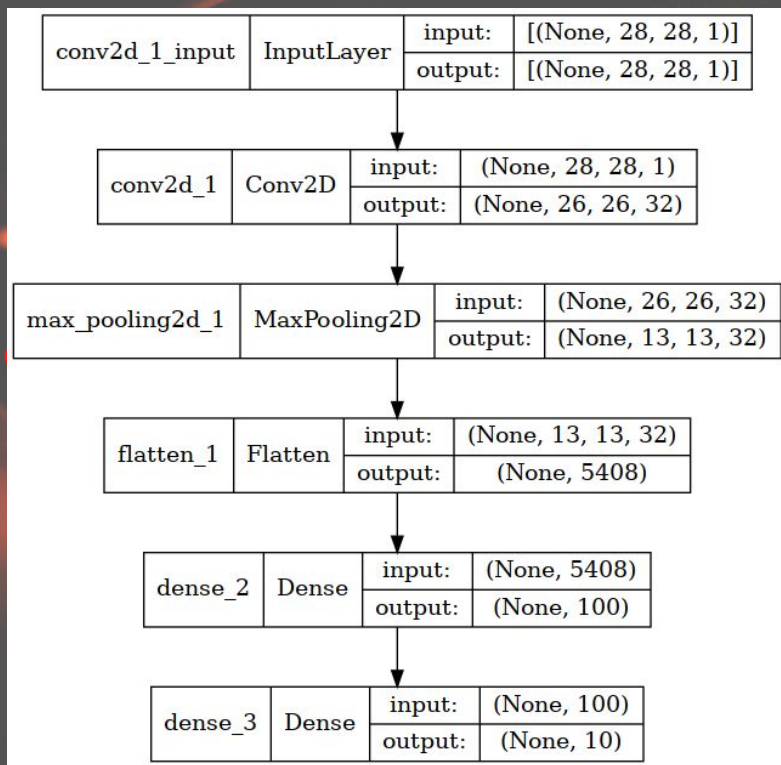 conv2d_1_input InputLayer input: [(None, 28, 28, 1)]
output: [(None, 28, 28, 1)]
conv2d_1 Conv2D input: (None, 28, 28, 1)
output: (None, 26, 26, 32)
max_pooling2d_1 MaxPooling2D input: (None, 26, 26, 32)
output: (None, 13, 13, 32)
flatten_1 Flatten input: (None, 13, 13, 32)
output: (None, 5408)
dense_2 Dense input: (None, 5408)
output: (None, 100)
dense_3 Dense input: (None, 100)
output: (None, 10)